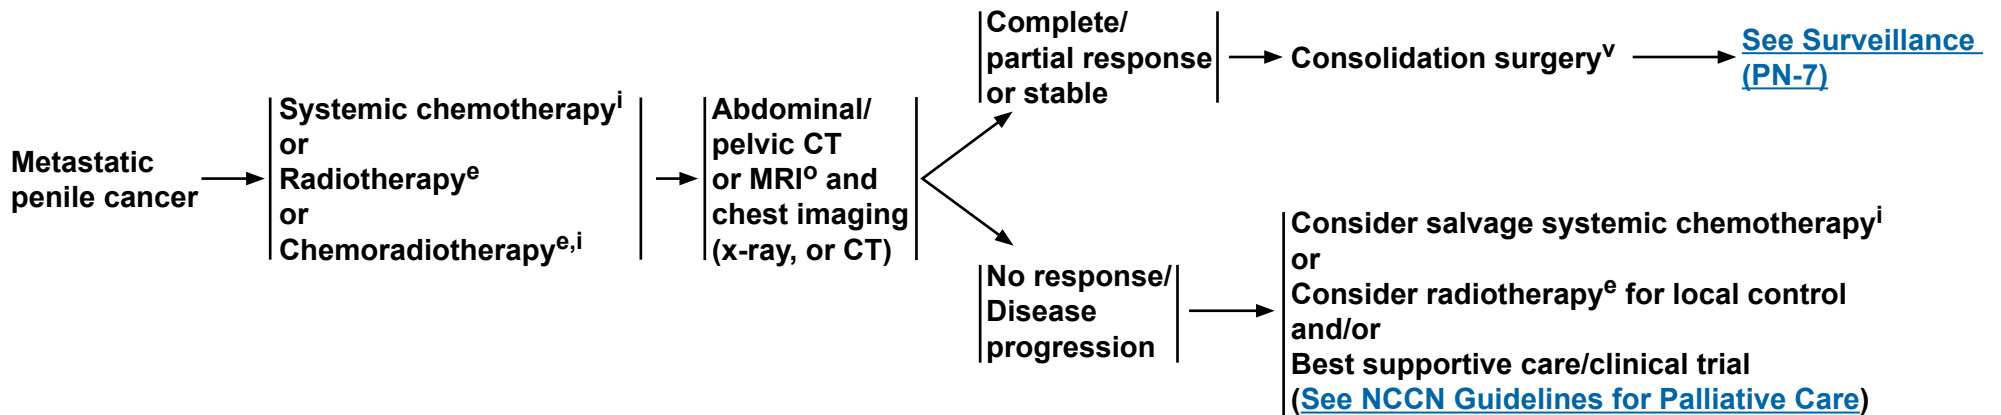 Metastatic
penile cancer
Systemic chemotherapyⁱ
or
Radiotherapyᵉ
or
Chemoradiotherapyᵉ,ⁱ
Abdominal/
pelvic CT
or MRIᵒ and
chest imaging
(x-ray, or CT)
Complete/
partial response
or stable
Consolidation surgeryᵛ
See Surveillance
(PN-7)
No response/
Disease
progression
Consider salvage systemic chemotherapyⁱ
or
Consider radiotherapyᵉ for local control
and/or
Best supportive care/clinical trial
(See NCCN Guidelines for Palliative Care)